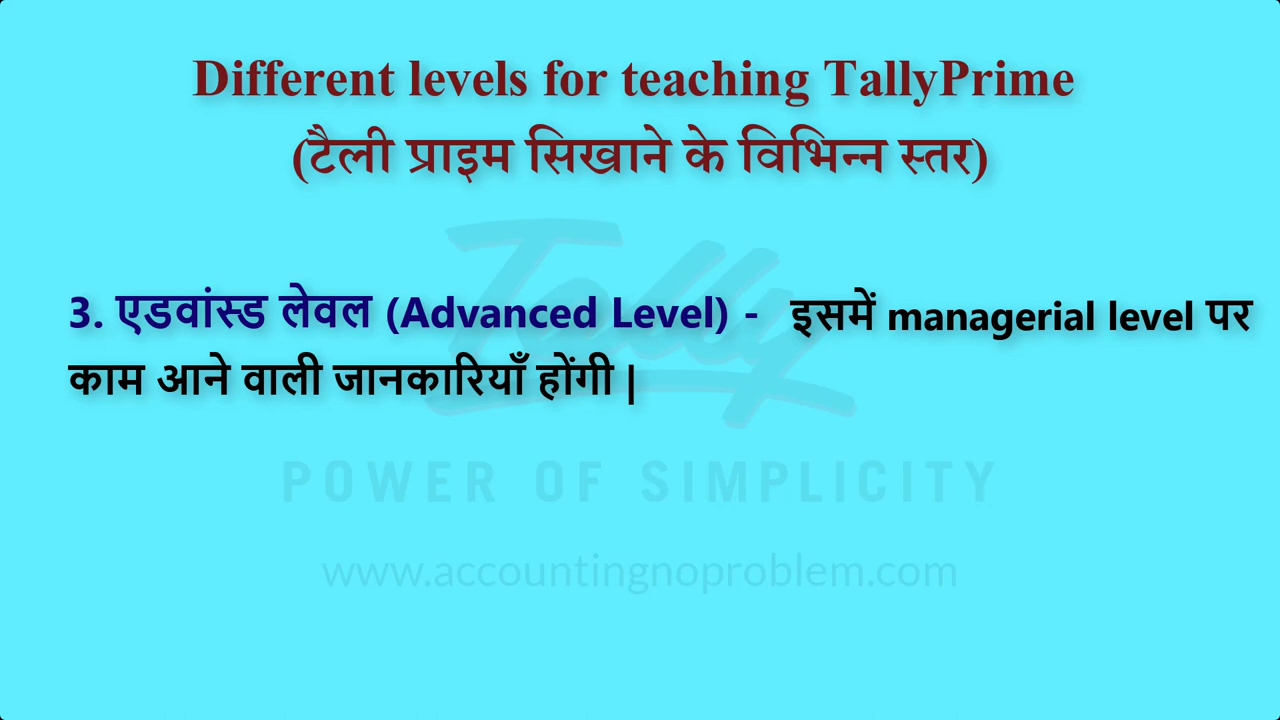 Different levels for teaching TallyPrime
(टैली प्राइम सिखाने के विभिन्न स्तर)
3. एडवांस्ड लेवल (Advanced Level) - इसमें managerial level पर
काम आने वाली जानकारियाँ होंगी |
Tally
POWER OF SIMPLICITY
www.accountingnoproblem.com